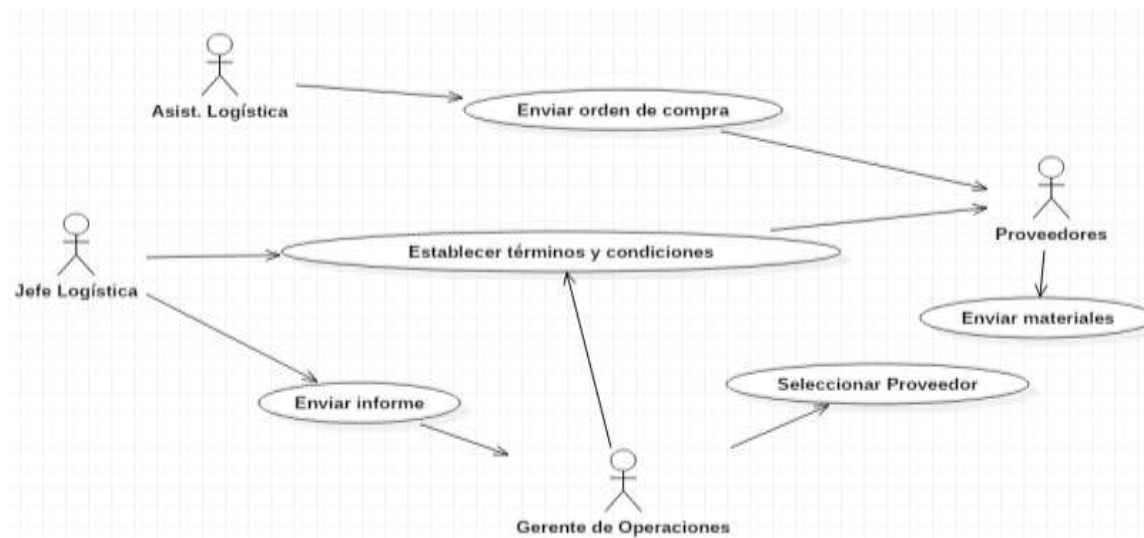 Asist. Logística
Enviar orden de compra
Proveedores
Establecer términos y condiciones
Jefe Logística
Enviar materiales
Seleccionar Proveedor
Enviar informe
Gerente de Operaciones